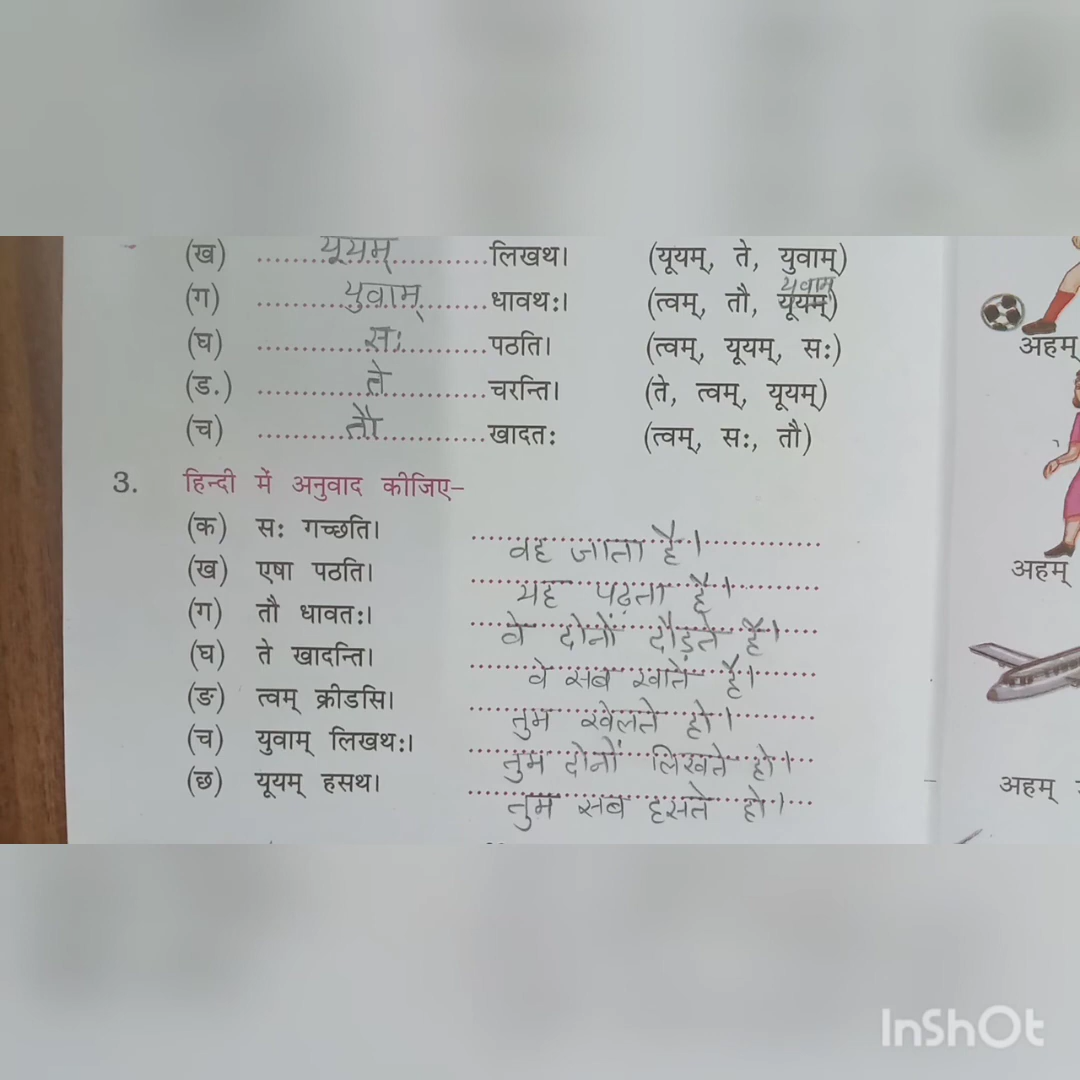 (ख) ........यूयम्........ लिखथ। (यूयम्, ते, युवाम्)
युवाम्
(ग) ........युवाम्........ धावथः। (त्वम्, तौ, यूयम्)
(घ) ........सः........ पठति। (त्वम्, यूयम्, सः)
(ड.) ........ते........ चरन्ति। (ते, त्वम्, यूयम्)
(च) ........तौ........ खादतः (त्वम्, सः, तौ)
3. हिन्दी में अनुवाद कीजिए-
(क) सः गच्छति। वह जाता है।
(ख) एषा पठति। यह पढ़ता है।
(ग) तौ धावतः। वे दोनों दौड़ते है।
(घ) ते खादन्ति। वे सब खाते है।
(ङ) त्वम् क्रीडसि। तुम खेलते हो।
(च) युवाम् लिखथः। तुम दोनों लिखते हो।
(छ) यूयम् हसथ। तुम सब हसते हो।
अहम्
अहम्
अहम्
InShOt